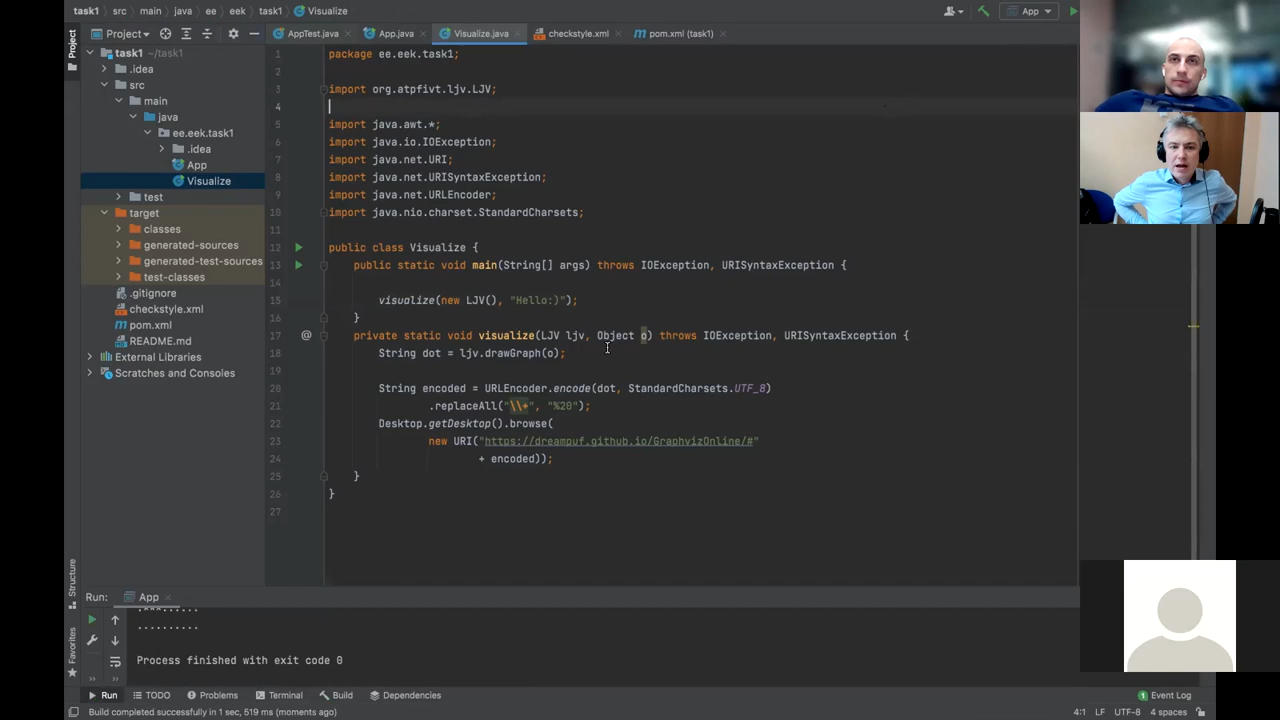 task1 src main java ee eek task1 Visualize App
Project AppTest.java App.java Visualize.java checkstyle.xml pom.xml (task1)
Project
task1 ~/task1
.idea
src
main
java
ee.eek.task1
.idea
App
Visualize
test
target
classes
generated-sources
generated-test-sources
test-classes
.gitignore
checkstyle.xml
pom.xml
README.md
External Libraries
Scratches and Consoles
Structure
Favorites
1 package ee.eek.task1;
2
3 import org.atpfivt.ljv.LJV;
4
5 import java.awt.*;
6 import java.io.IOException;
7 import java.net.URI;
8 import java.net.URISyntaxException;
9 import java.net.URLEncoder;
10 import java.nio.charset.StandardCharsets;
11
12 public class Visualize {
13 public static void main(String[] args) throws IOException, URISyntaxException {
14
15 visualize(new LJV(), "Hello:)");
16 }
17 @ private static void visualize(LJV ljv, Object o) throws IOException, URISyntaxException {
18 String dot = ljv.drawGraph(o);
19
20 String encoded = URLEncoder.encode(dot, StandardCharsets.UTF_8)
21 .replaceAll("\\+", "%20");
22 Desktop.getDesktop().browse(
23 new URI("https://dreampuf.github.io/GraphvizOnline/#"
24 + encoded));
25 }
26 }
27
Run: App
..........
Process finished with exit code 0
Run TODO Problems Terminal Build Dependencies 1 Event Log
Build completed successfully in 1 sec, 519 ms (moments ago) 4:1 LF UTF-8 4 spaces